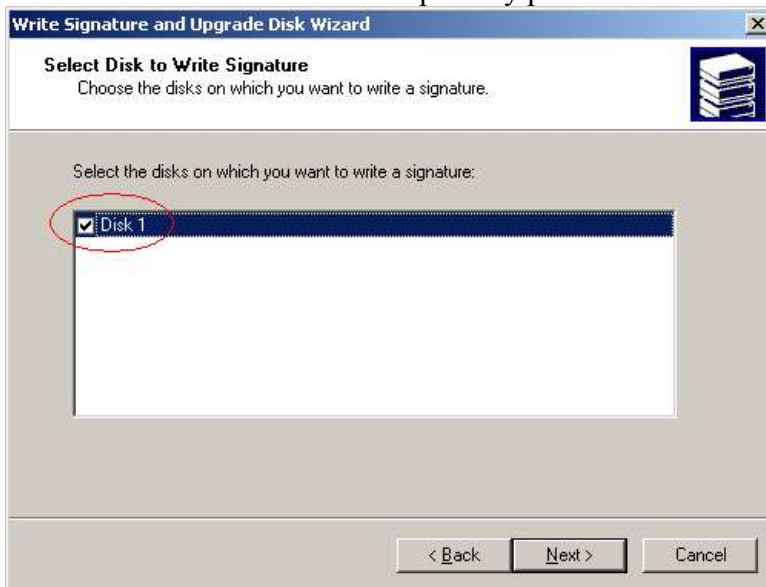 Write Signature and Upgrade Disk Wizard
Select Disk to Write Signature
Choose the disks on which you want to write a signature.
Select the disks on which you want to write a signature:
Disk 1
< Back Next > Cancel